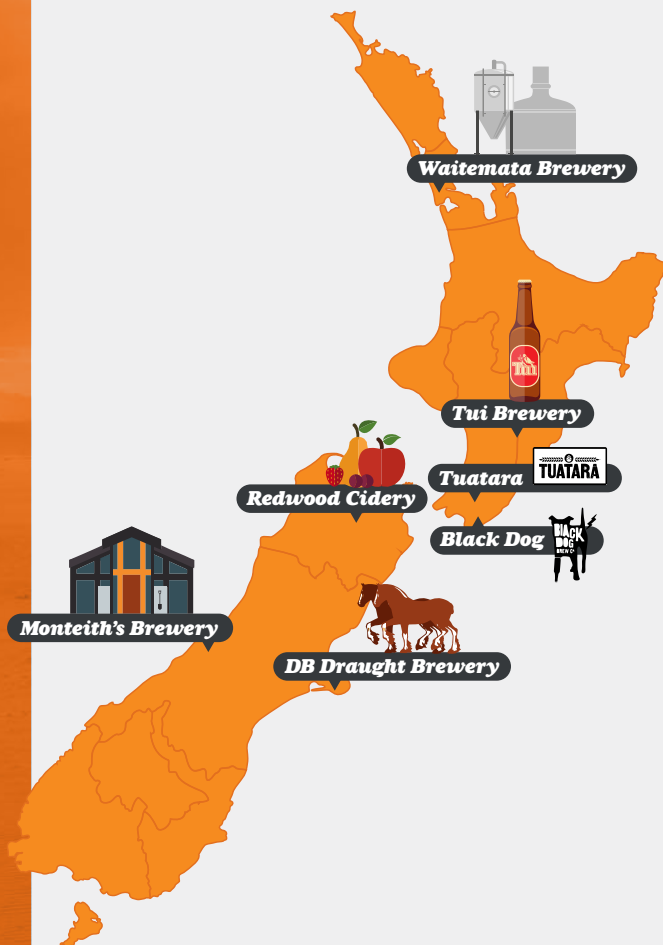 Waitemata Brewery
Tui
Tui Brewery
Tuatara
TUATARA
Redwood Cidery
Black Dog
BLACK
DOG
BREW CO
Monteith's Brewery
DB Draught Brewery